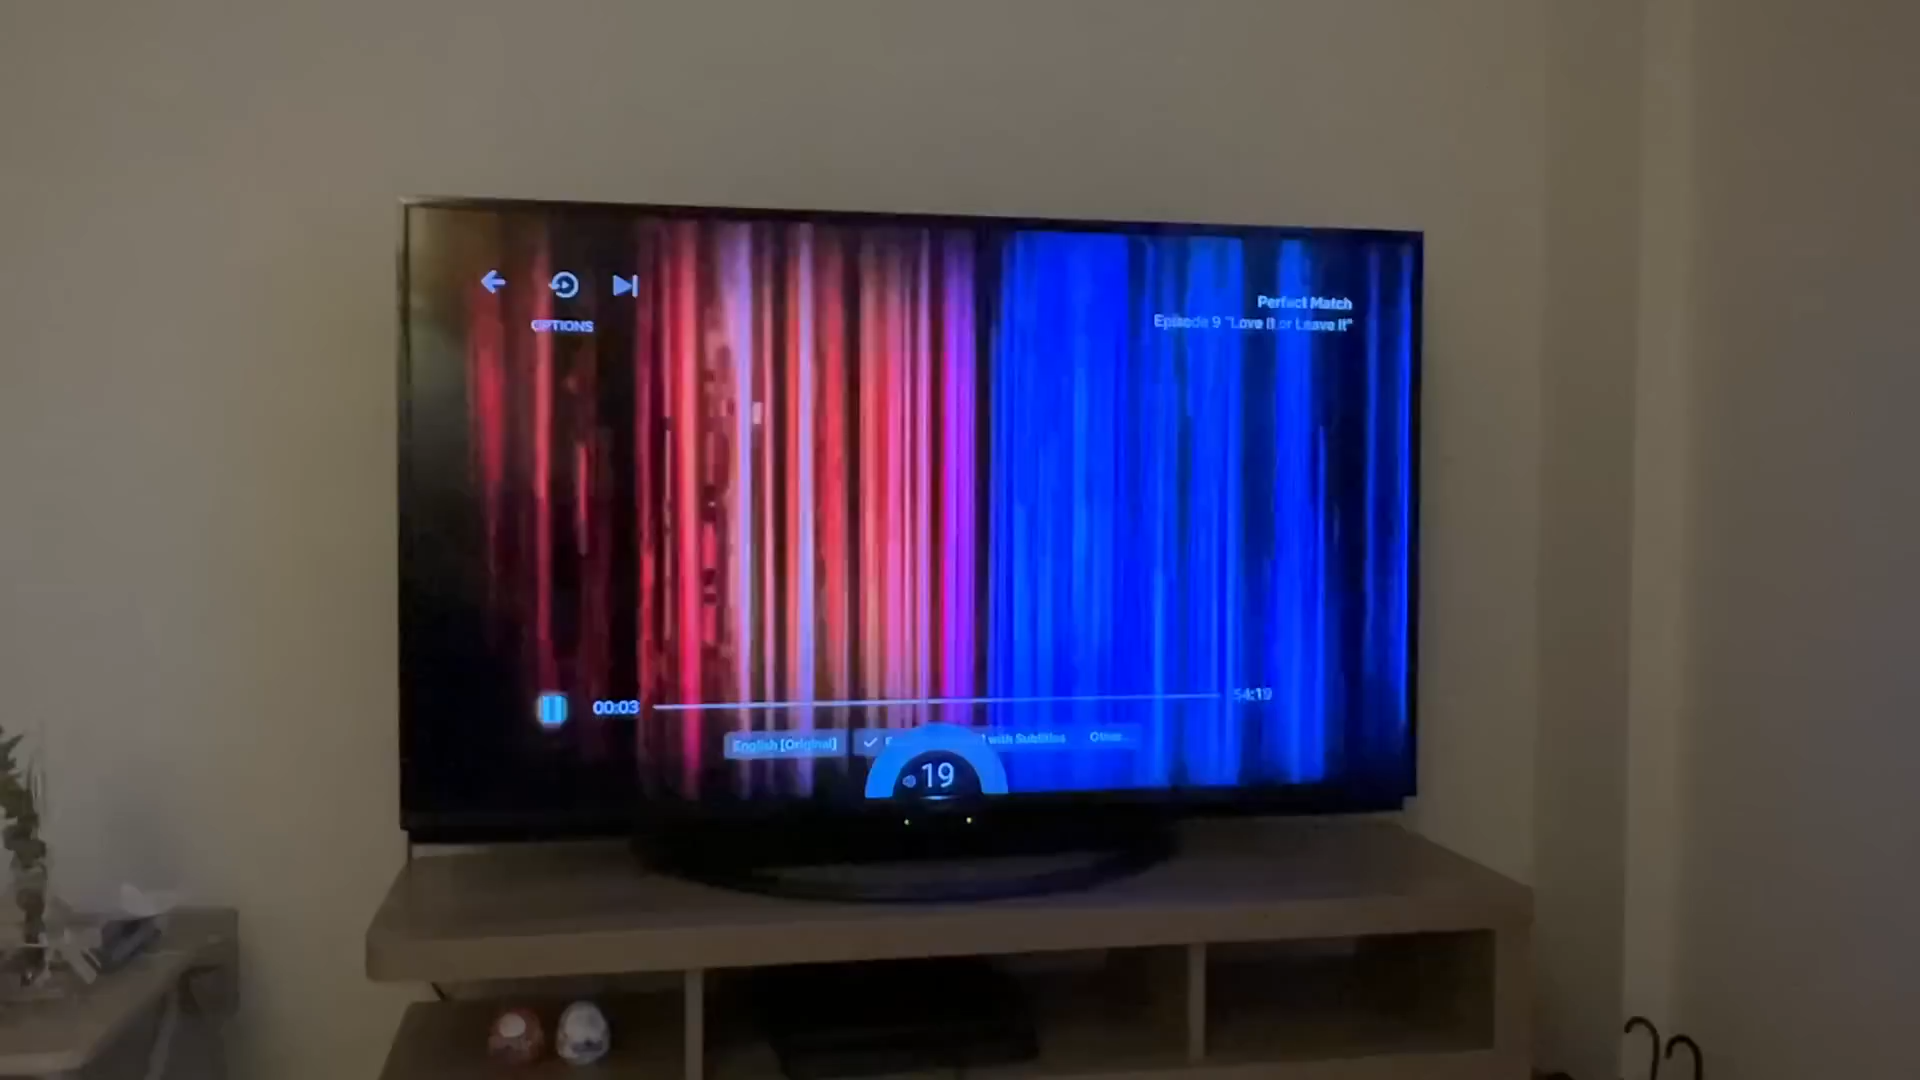 OPTIONS
Perfect Match
Episode 9 "Love It or Leave It"
00:03
54:19
English [Original]
with Subtitles
Other...
19